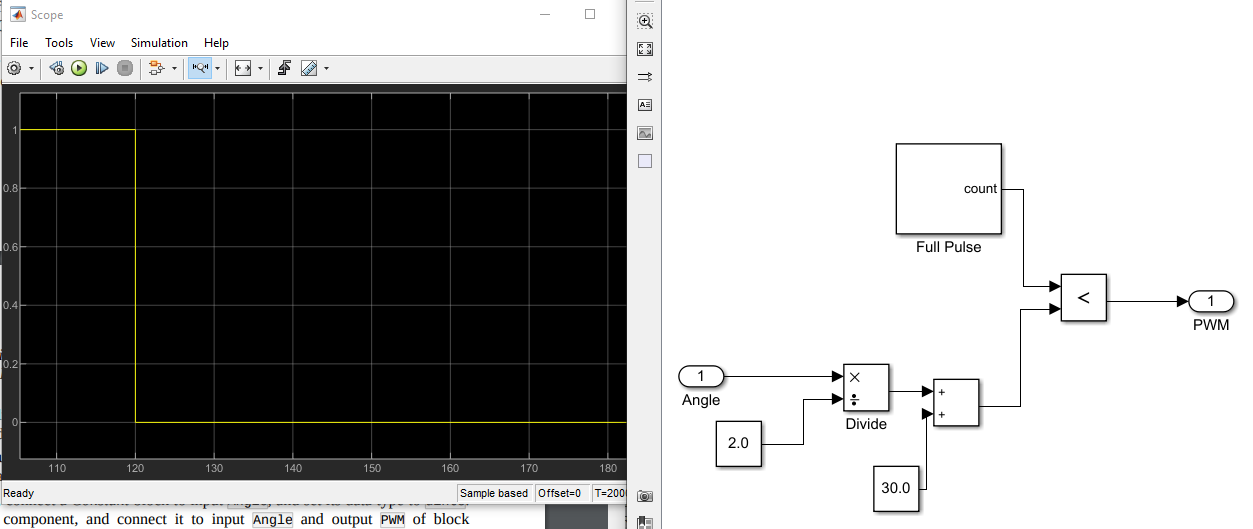 Scope
File Tools View Simulation Help
1
0.8
0.6
0.4
0.2
0
110 120 130 140 150 160 170 180
Ready Sample based Offset=0 T=200
component, and connect it to input Angle and output PWM of block
count
Full Pulse
<
1
PWM
1
Angle
×
÷
Divide
2.0
+
+
30.0